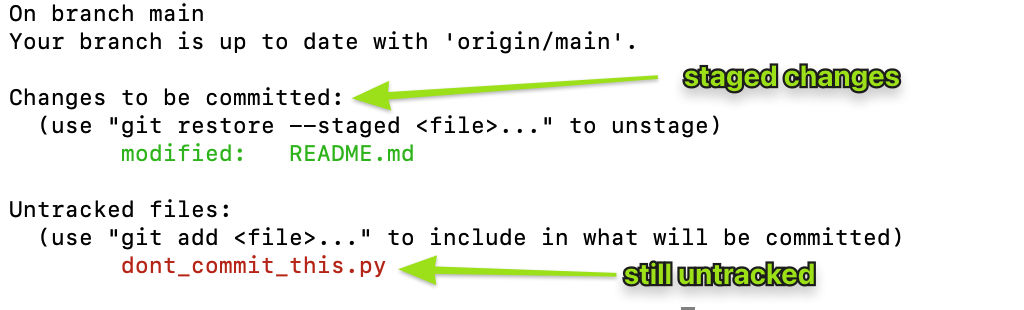 On branch main
Your branch is up to date with 'origin/main'.
staged changes
Changes to be committed:
(use "git restore --staged <file>..." to unstage)
modified: README.md
Untracked files:
(use "git add <file>..." to include in what will be committed)
dont_commit_this.py
still untracked